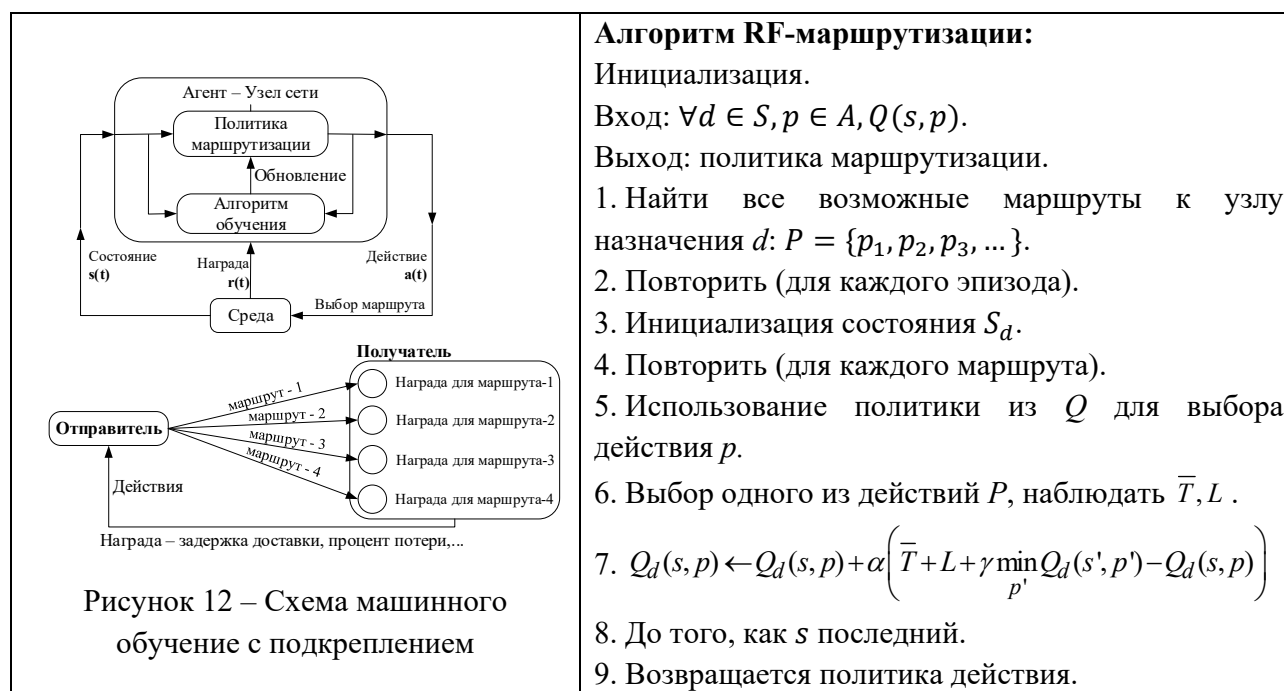 Агент – Узел сети
Политика
маршрутизации
Обновление
Алгоритм
обучения
Состояние
s(t)
Награда
r(t)
Действие
a(t)
Выбор маршрута
Среда
Получатель
Отправитель
маршрут - 1
маршрут - 2
маршрут - 3
маршрут - 4
Награда для маршрута-1
Награда для маршрута-2
Награда для маршрута-3
Награда для маршрута-4
Действия
Награда – задержка доставки, процент потери,...
Рисунок 12 – Схема машинного
обучение с подкреплением
Алгоритм RF-маршрутизации:
Инициализация.
Вход: ∀d ∈ S, p ∈ A, Q(s, p).
Выход: политика маршрутизации.
1. Найти все возможные маршруты к узлу
назначения d: P = {p₁, p₂, p₃, … }.
2. Повторить (для каждого эпизода).
3. Инициализация состояния S_d.
4. Повторить (для каждого маршрута).
5. Использование политики из Q для выбора
действия p.
6. Выбор одного из действий P, наблюдать T̅, L .
7. Q_d(s, p) ← Q_d(s, p) + α(T̅ + L + γ min_{p'} Q_d(s', p') − Q_d(s, p))
8. До того, как s последний.
9. Возвращается политика действия.